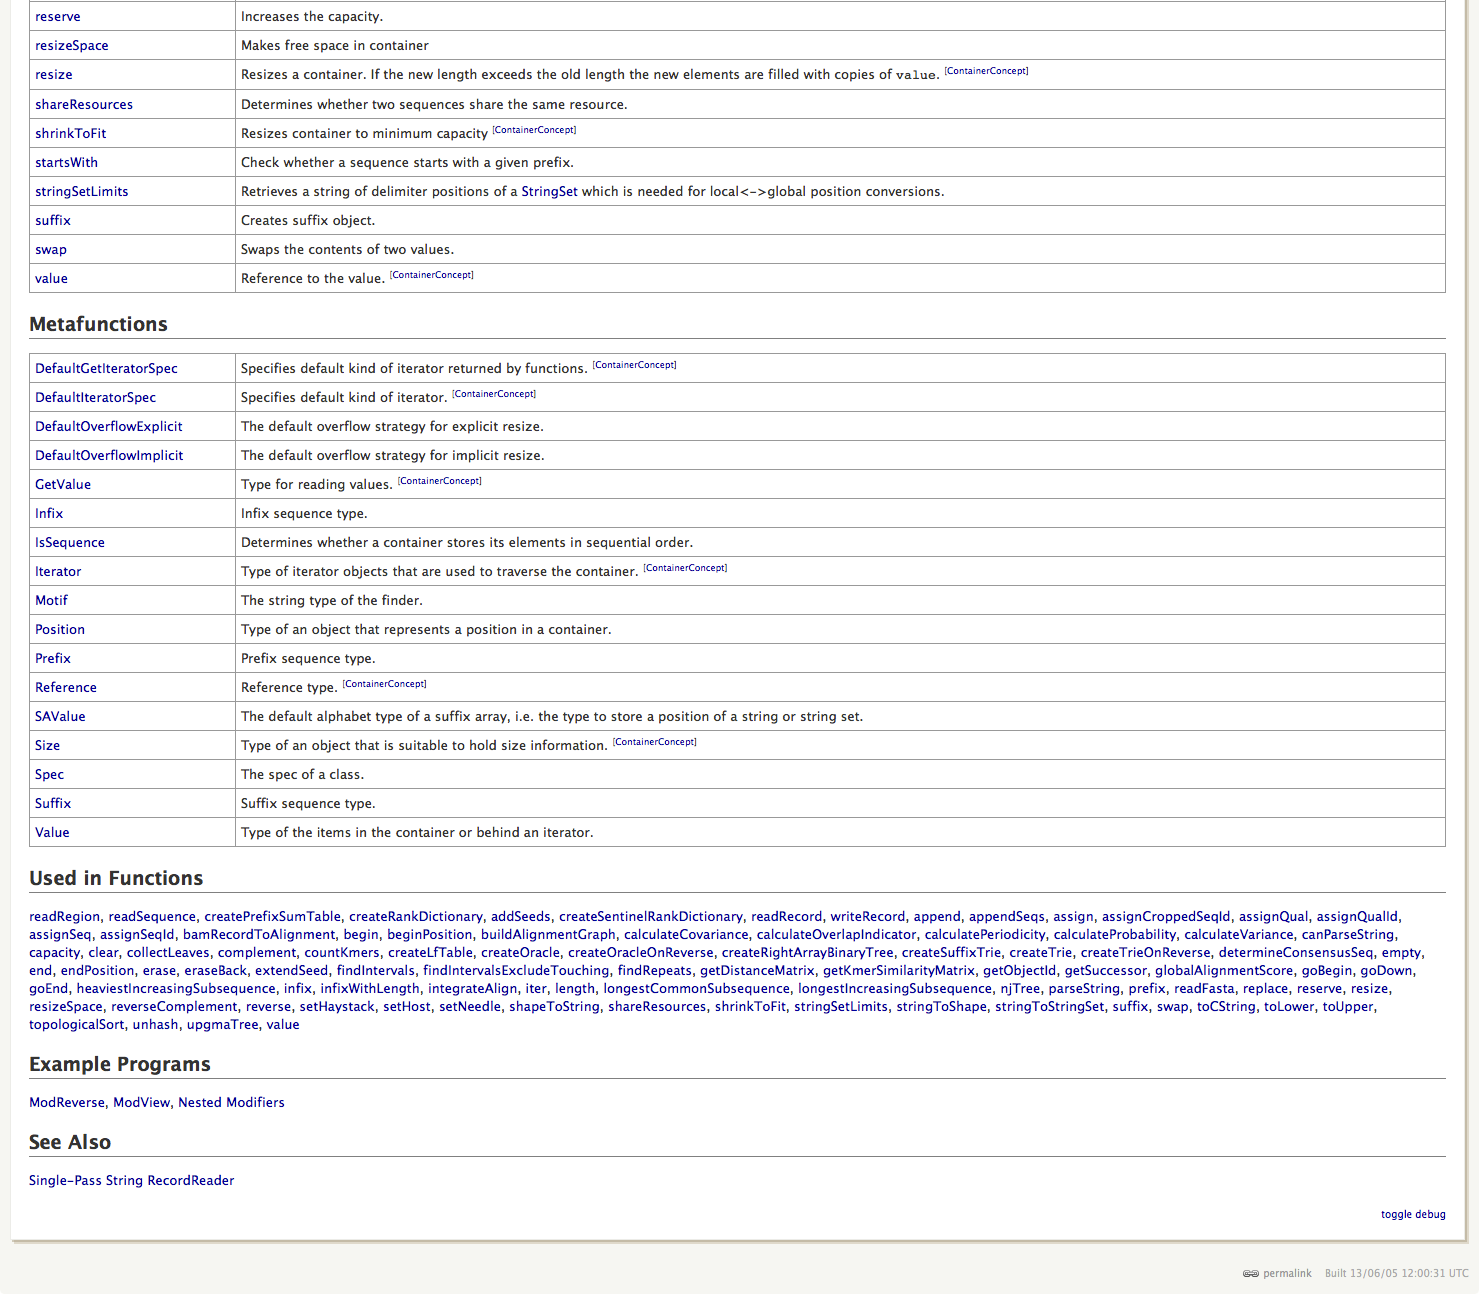 reserve Increases the capacity.
resizeSpace Makes free space in container
resize Resizes a container. If the new length exceeds the old length the new elements are filled with copies of value. [ContainerConcept]
shareResources Determines whether two sequences share the same resource.
shrinkToFit Resizes container to minimum capacity [ContainerConcept]
startsWith Check whether a sequence starts with a given prefix.
stringSetLimits Retrieves a string of delimiter positions of a StringSet which is needed for local<->global position conversions.
suffix Creates suffix object.
swap Swaps the contents of two values.
value Reference to the value. [ContainerConcept]
Metafunctions
DefaultGetIteratorSpec Specifies default kind of iterator returned by functions. [ContainerConcept]
DefaultIteratorSpec Specifies default kind of iterator. [ContainerConcept]
DefaultOverflowExplicit The default overflow strategy for explicit resize.
DefaultOverflowImplicit The default overflow strategy for implicit resize.
GetValue Type for reading values. [ContainerConcept]
Infix Infix sequence type.
IsSequence Determines whether a container stores its elements in sequential order.
Iterator Type of iterator objects that are used to traverse the container. [ContainerConcept]
Motif The string type of the finder.
Position Type of an object that represents a position in a container.
Prefix Prefix sequence type.
Reference Reference type. [ContainerConcept]
SAValue The default alphabet type of a suffix array, i.e. the type to store a position of a string or string set.
Size Type of an object that is suitable to hold size information. [ContainerConcept]
Spec The spec of a class.
Suffix Suffix sequence type.
Value Type of the items in the container or behind an iterator.
Used in Functions
readRegion, readSequence, createPrefixSumTable, createRankDictionary, addSeeds, createSentinelRankDictionary, readRecord, writeRecord, append, appendSeqs, assign, assignCroppedSeqId, assignQual, assignQualId,
assignSeq, assignSeqId, bamRecordToAlignment, begin, beginPosition, buildAlignmentGraph, calculateCovariance, calculateOverlapIndicator, calculatePeriodicity, calculateProbability, calculateVariance, canParseString,
capacity, clear, collectLeaves, complement, countKmers, createLfTable, createOracle, createOracleOnReverse, createRightArrayBinaryTree, createSuffixTrie, createTrie, createTrieOnReverse, determineConsensusSeq, empty,
end, endPosition, erase, eraseBack, extendSeed, findIntervals, findIntervalsExcludeTouching, findRepeats, getDistanceMatrix, getKmerSimilarityMatrix, getObjectId, getSuccessor, globalAlignmentScore, goBegin, goDown,
goEnd, heaviestIncreasingSubsequence, infix, infixWithLength, integrateAlign, iter, length, longestCommonSubsequence, longestIncreasingSubsequence, njTree, parseString, prefix, readFasta, replace, reserve, resize,
resizeSpace, reverseComplement, reverse, setHaystack, setHost, setNeedle, shapeToString, shareResources, shrinkToFit, stringSetLimits, stringToShape, stringToStringSet, suffix, swap, toCString, toLower, toUpper,
topologicalSort, unhash, upgmaTree, value
Example Programs
ModReverse, ModView, Nested Modifiers
See Also
Single-Pass String RecordReader
toggle debug
permalink Built 13/06/05 12:00:31 UTC